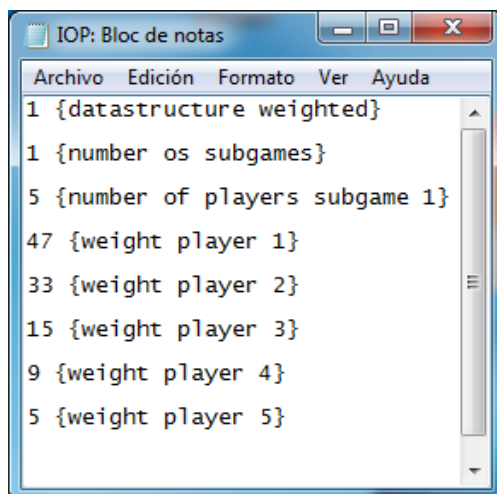 IOP: Bloc de notas
Archivo Edición Formato Ver Ayuda
1 {datastructure weighted}
1 {number os subgames}
5 {number of players subgame 1}
47 {weight player 1}
33 {weight player 2}
15 {weight player 3}
9 {weight player 4}
5 {weight player 5}